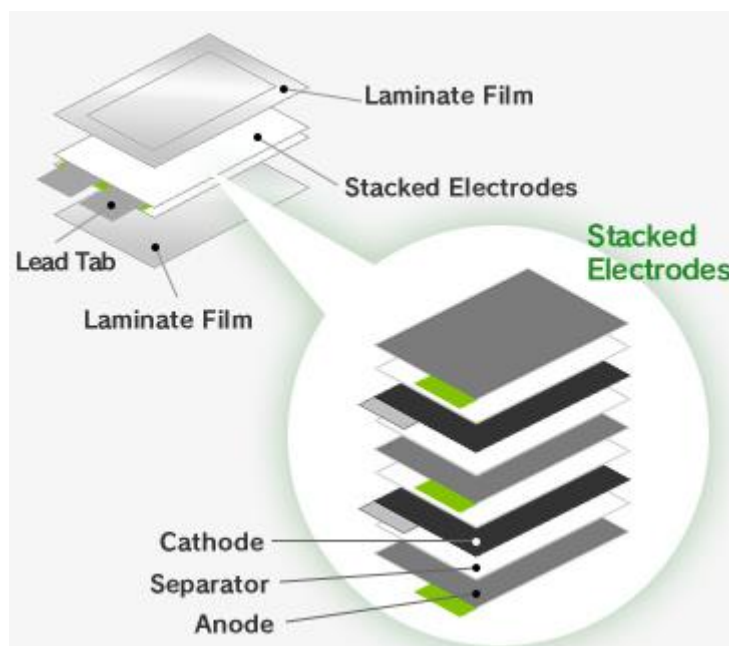 Laminate Film
Stacked Electrodes
Lead Tab
Laminate Film
Stacked
Electrodes
Cathode
Separator
Anode